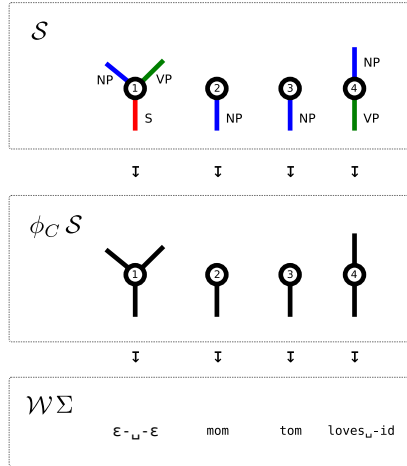 𝒮
NP VP NP
1 2 3 4
S NP NP VP
↧ ↧ ↧ ↧
ϕ_C 𝒮
1 2 3 4
↧ ↧ ↧ ↧
𝒲 Σ
ε-␣-ε mom tom loves␣-id